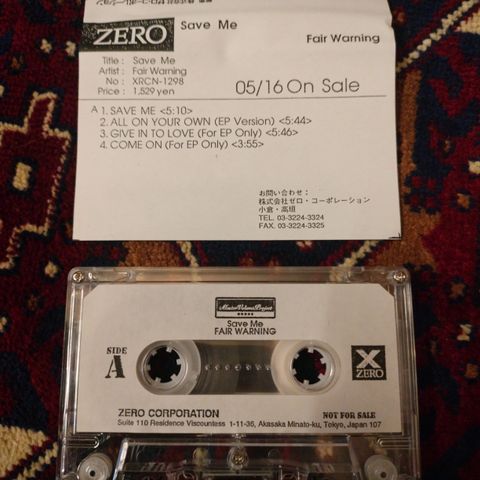 ZERO Save Me
Fair Warning
Title : Save Me
Artist : Fair Warning
No : XRCN-1298
Price : 1,529 yen
05/16 On Sale
A 1. SAVE ME <5:10>
2. ALL ON YOUR OWN (EP Version) <5:44>
3. GIVE IN TO LOVE (For EP Only) <5:46>
4. COME ON (For EP Only) <3:55>
お問い合わせ：
株式会社ゼロ・コーポレーション
小倉・高垣
TEL. 03-3224-3324
FAX. 03-3224-3325
Save Me
FAIR WARNING
SIDE
A
X
ZERO
ZERO CORPORATION
NOT FOR SALE
Suite 110 Residence Viscountess 1-11-36, Akasaka Minato-ku, Tokyo, Japan 107